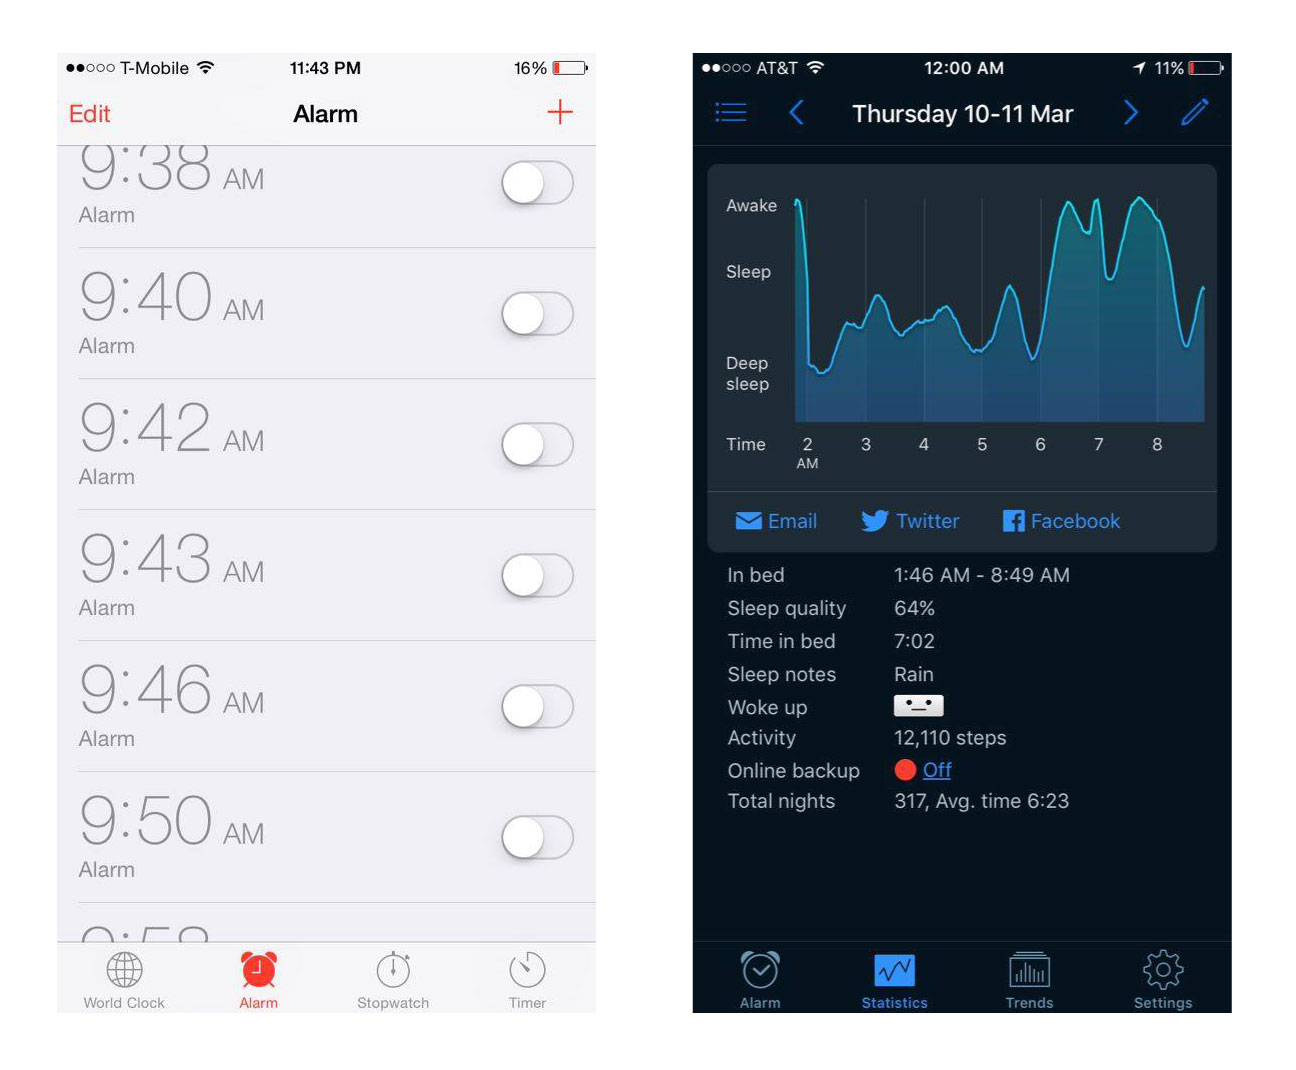 T-Mobile 11:43 PM 16%
Edit Alarm +
9:38 AM
Alarm
9:40 AM
Alarm
9:42 AM
Alarm
9:43 AM
Alarm
9:46 AM
Alarm
9:50 AM
Alarm
World Clock Alarm Stopwatch Timer
AT&T 12:00 AM 11%
Thursday 10-11 Mar
Awake
Sleep
Deep
sleep
Time 2 3 4 5 6 7 8
AM
Email Twitter Facebook
In bed 1:46 AM - 8:49 AM
Sleep quality 64%
Time in bed 7:02
Sleep notes Rain
Woke up
Activity 12,110 steps
Online backup Off
Total nights 317, Avg. time 6:23
Alarm Statistics Trends Settings